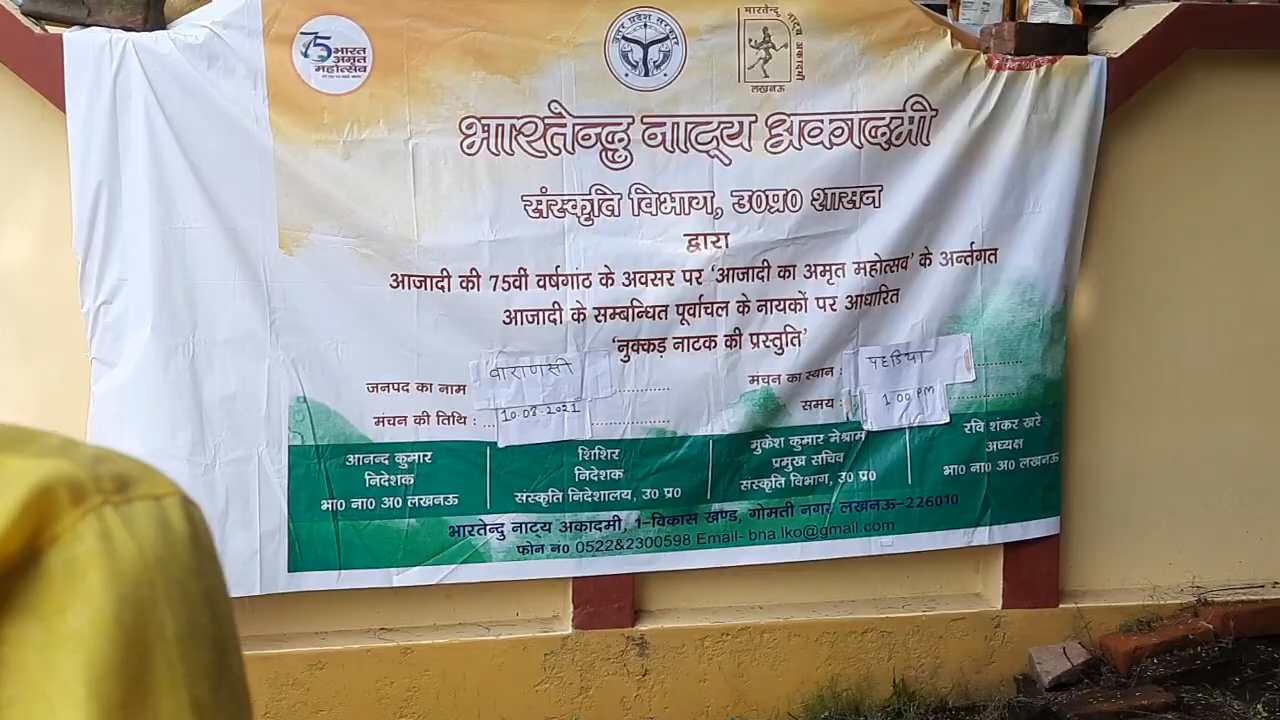 75 भारत
अमृत
महोत्सव
उत्तर प्रदेश सरकार
भारतेन्दु नाट्य अकादमी
लखनऊ
भारतेन्दु नाट्य अकादमी
संस्कृति विभाग, उ0प्र0 शासन
द्वारा
आजादी की 75वीं वर्षगांठ के अवसर पर 'आजादी का अमृत महोत्सव' के अर्न्तगत
आजादी के सम्बन्धित पूर्वाचल के नायकों पर आधारित
'नुक्कड़ नाटक की प्रस्तुति'
जनपद का नाम वाराणसी ............ मंचन का स्थान : पहडिया ............
मंचन की तिथि : ... 10.08.2021 .................. समय : 1:00 PM ..................
आनन्द कुमार
निदेशक
भा0 ना0 अ0 लखनऊ
शिशिर
निदेशक
संस्कृति निदेशालय, उ0 प्र0
मुकेश कुमार मेश्राम
प्रमुख सचिव
संस्कृति विभाग, उ0 प्र0
रवि शंकर खरे
अध्यक्ष
भा0 ना0 अ0 लखनऊ
भारतेन्दु नाट्य अकादमी, 1-विकास खण्ड, गोमती नगर, लखनऊ-226010
फोन न0 0522&2300598 Email- bna.lko@gmail.com